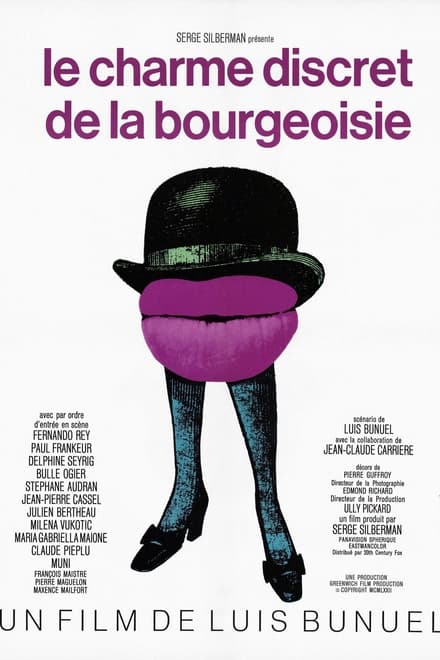 SERGE SILBERMAN présente
le charme discret
de la bourgeoisie
avec par ordre
d'entrée en scène
FERNANDO REY
PAUL FRANKEUR
DELPHINE SEYRIG
BULLE OGIER
STEPHANE AUDRAN
JEAN-PIERRE CASSEL
JULIEN BERTHEAU
MILENA VUKOTIC
MARIA GABRIELLA MAIONE
CLAUDE PIEPLU
MUNI
FRANÇOIS MAISTRE
PIERRE MAGUELON
MAXENCE MAILFORT
scénario de
LUIS BUNUEL
avec la collaboration de
JEAN-CLAUDE CARRIERE
décors de
PIERRE GUFFROY
Directeur de la Photographie
EDMOND RICHARD
Directeur de la Production
ULLY PICKARD
un film produit par
SERGE SILBERMAN
PANAVISION SPHERIQUE
EASTMANCOLOR
Distribué par 20th Century Fox
UNE PRODUCTION
GREENWICH FILM PRODUCTION
© COPYRIGHT MCMLXXII
UN FILM DE LUIS BUNUEL